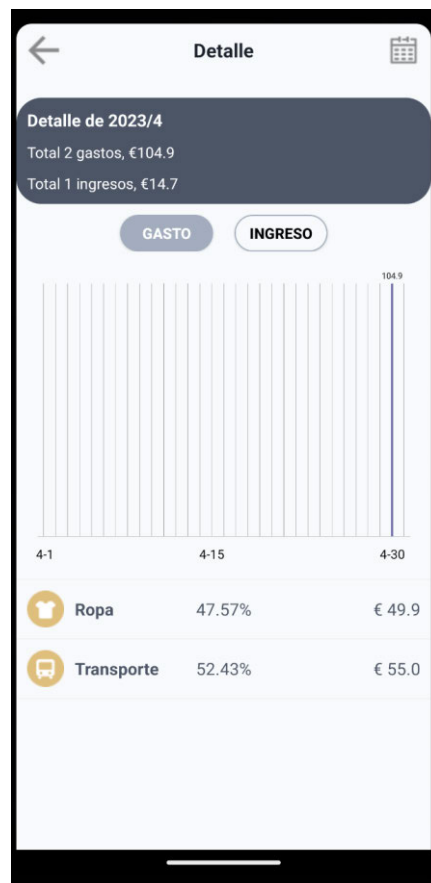 Detalle
Detalle de 2023/4
Total 2 gastos, €104.9
Total 1 ingresos, €14.7
GASTO INGRESO
104.9
4-1 4-15 4-30
Ropa 47.57% € 49.9
Transporte 52.43% € 55.0